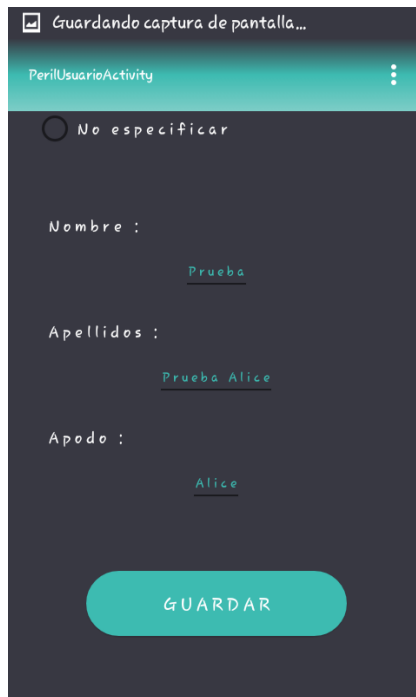 Guardando captura de pantalla...
PerilUsuarioActivity
No especificar
Nombre :
Prueba
Apellidos :
Prueba Alice
Apodo :
Alice
GUARDAR